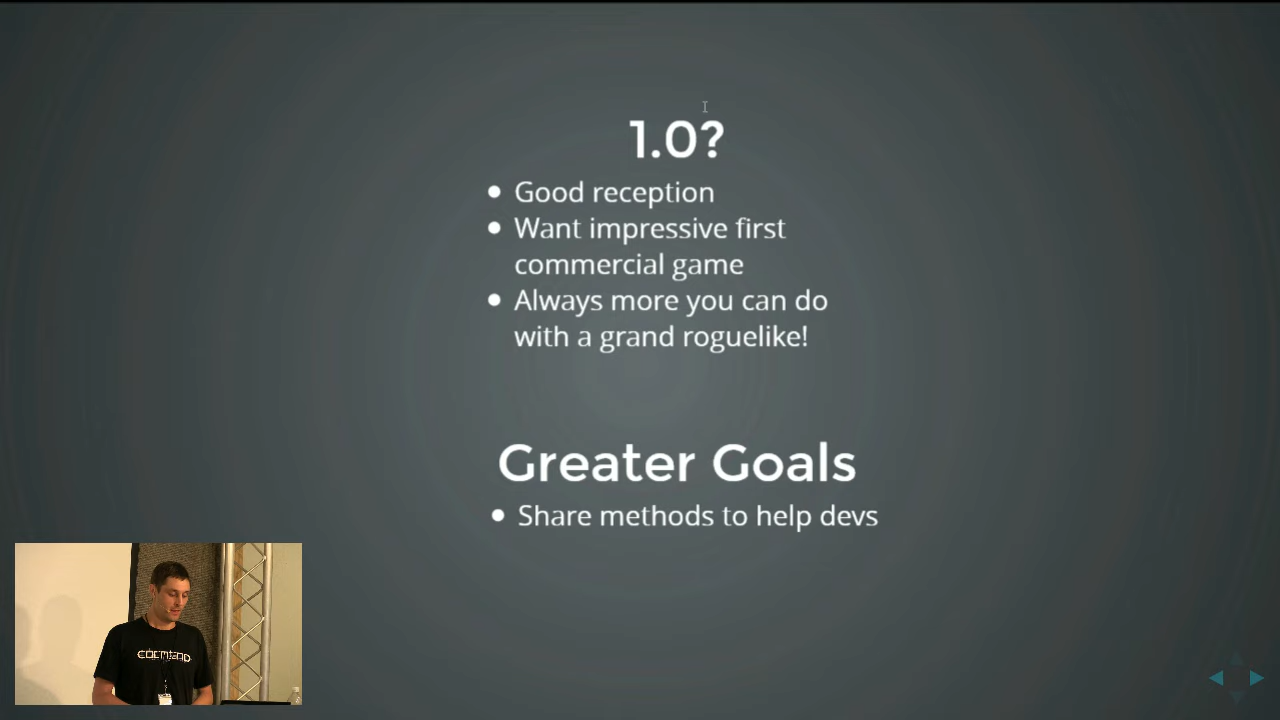 1.0?
Good reception
Want impressive first
commercial game
Always more you can do
with a grand roguelike!
Greater Goals
Share methods to help devs